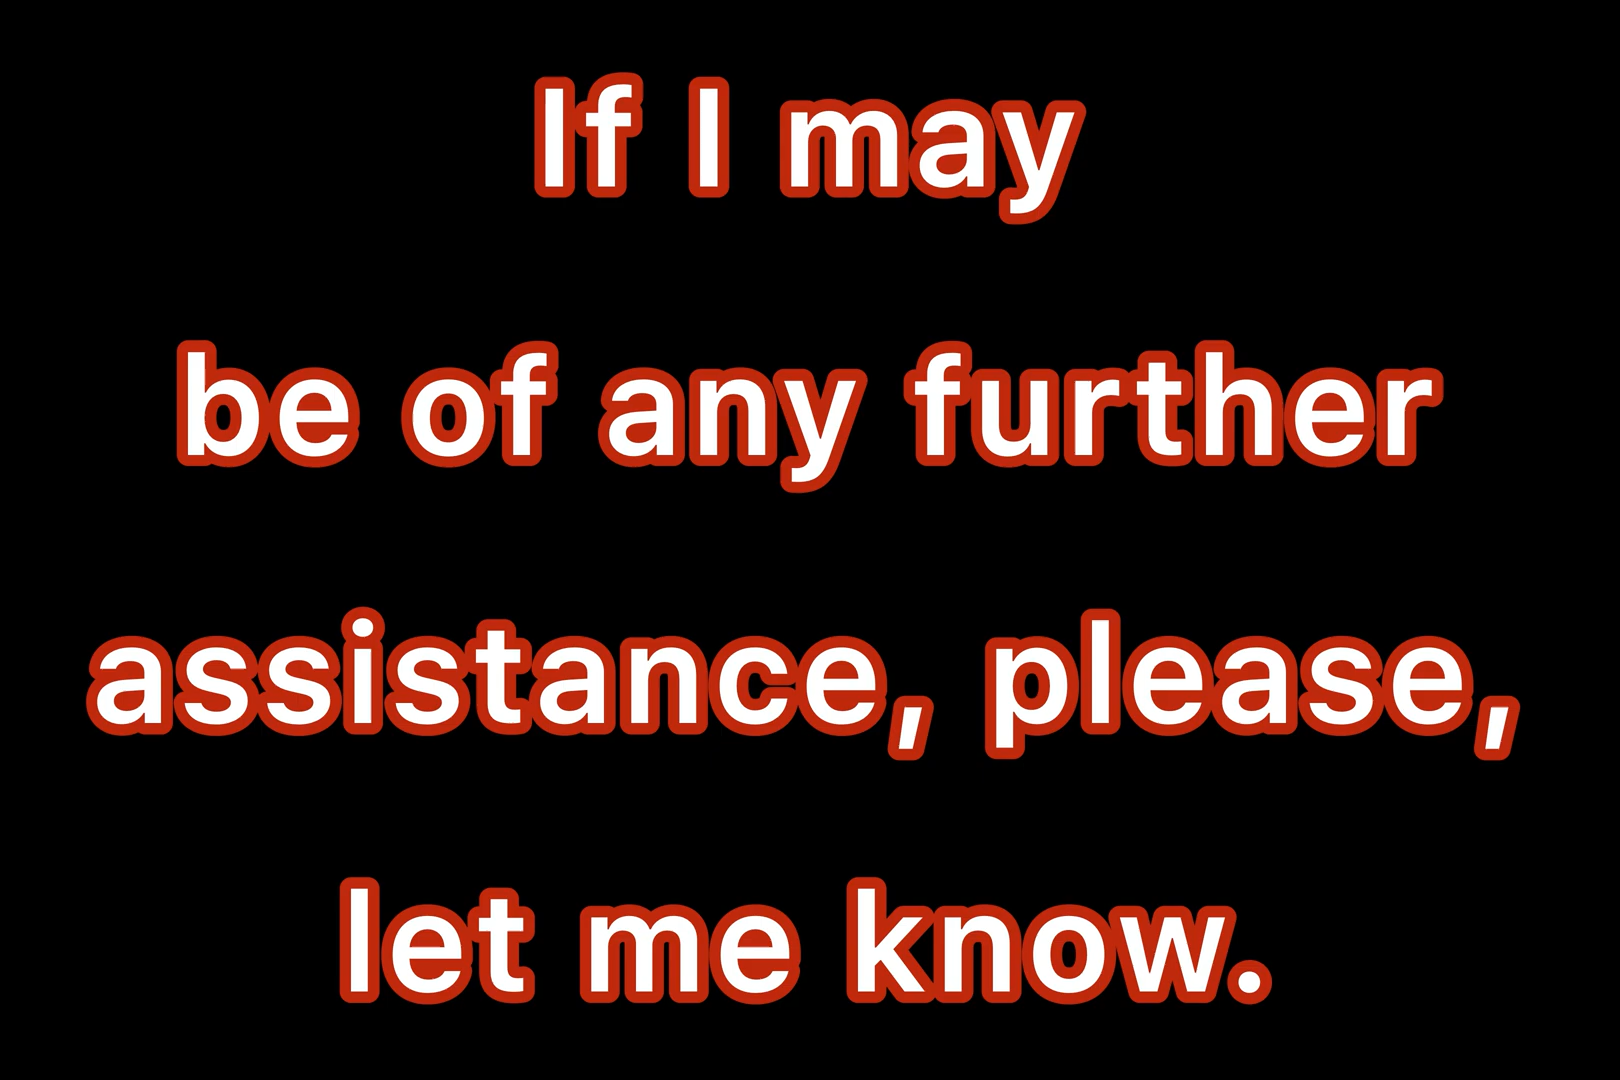 If I may
be of any further
assistance, please,
let me know.